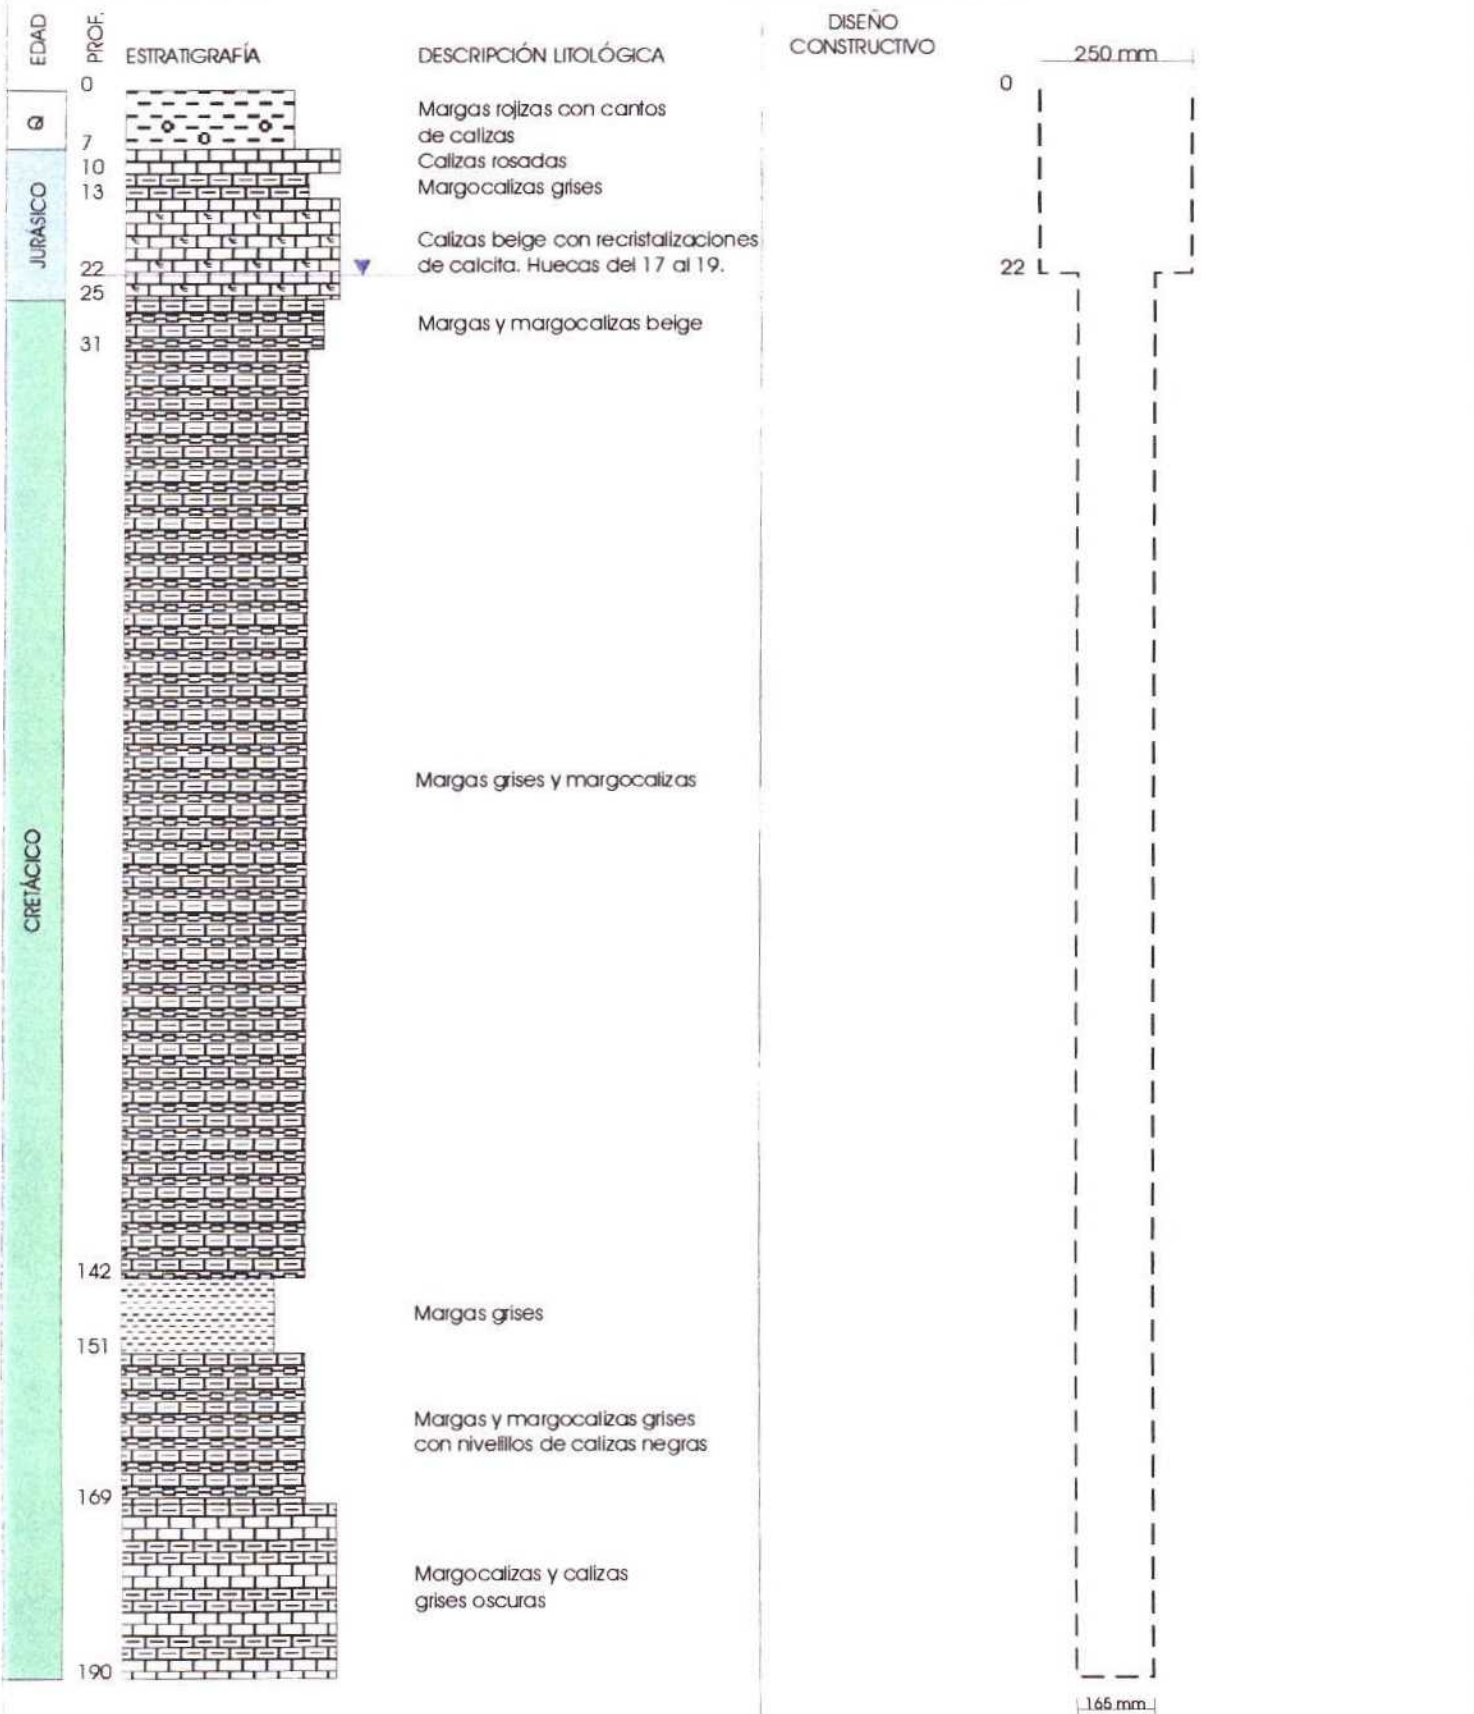 EDAD
PROF.
ESTRATIGRAFÍA
DESCRIPCIÓN LITOLÓGICA
DISEÑO
CONSTRUCTIVO
250 mm
0
0
Q
Margas rojizas con cantos
de calizas
7
Calizas rosadas
10
Margocalizas grises
13
JURÁSICO
Calizas beige con recristalizaciones
de calcita. Huecas del 17 al 19.
22
22
25
Margas y margocalizas beige
31
Margas grises y margocalizas
CRETÁCICO
142
Margas grises
151
Margas y margocalizas grises
con nivelillos de calizas negras
169
Margocalizas y calizas
grises oscuras
190
165 mm